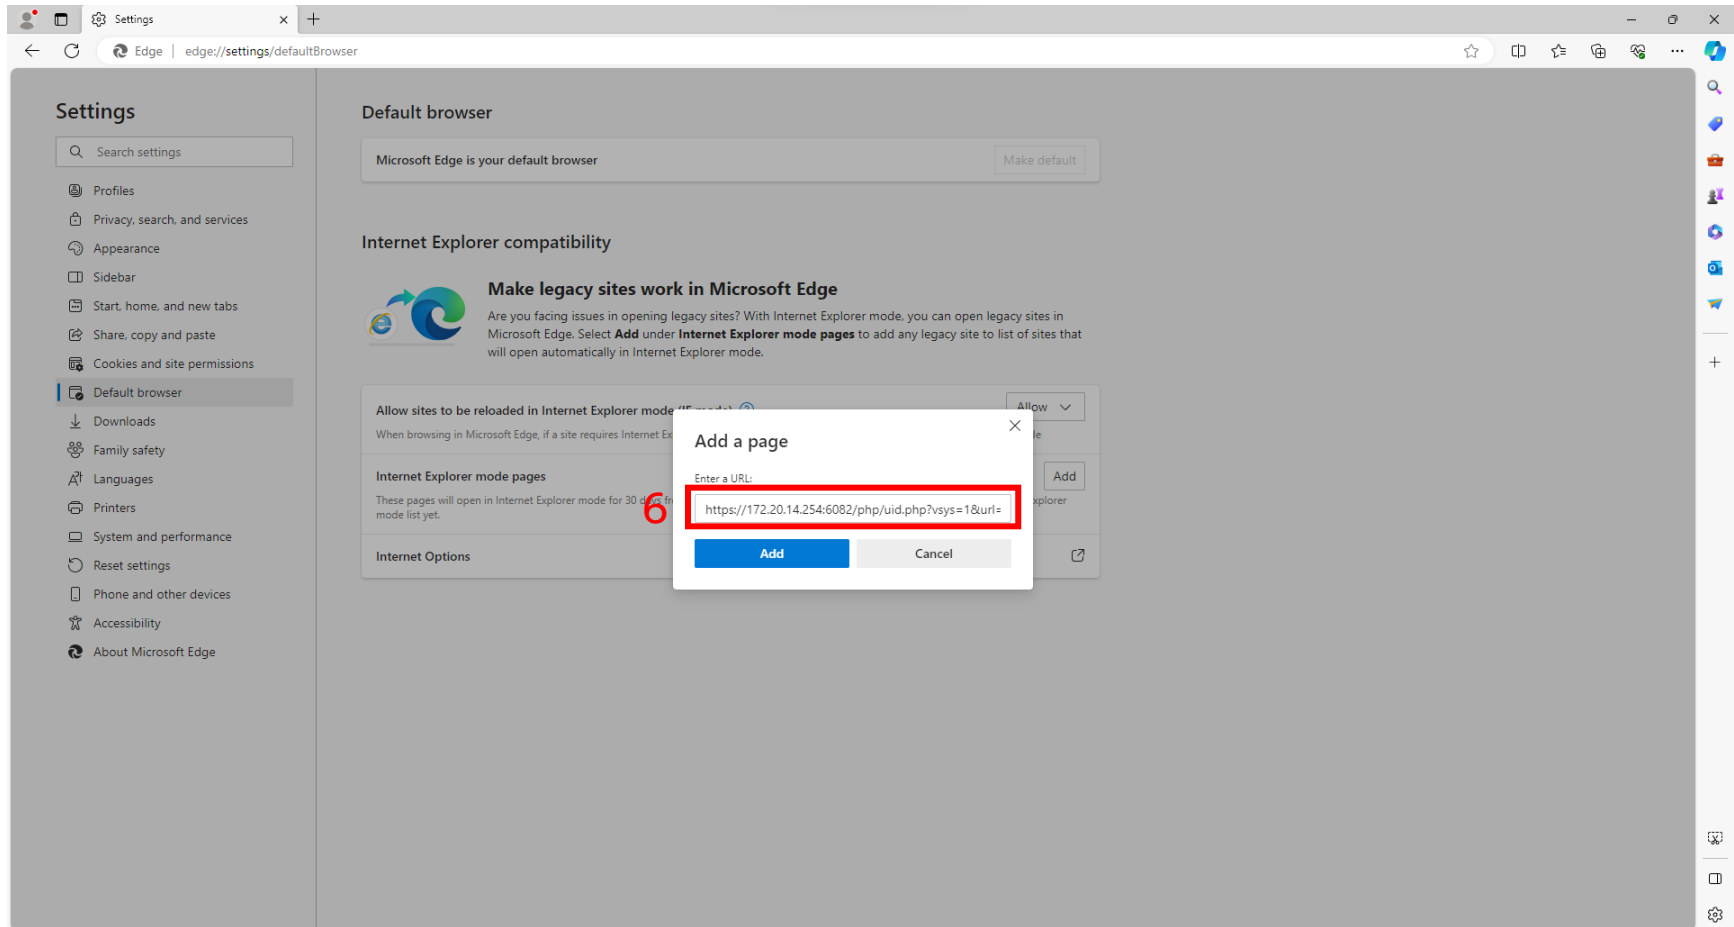 Settings
Edge | edge://settings/defaultBrowser
Settings
Search settings
Profiles
Privacy, search, and services
Appearance
Sidebar
Start, home, and new tabs
Share, copy and paste
Cookies and site permissions
Default browser
Downloads
Family safety
Languages
Printers
System and performance
Reset settings
Phone and other devices
Accessibility
About Microsoft Edge
Default browser
Microsoft Edge is your default browser
Make default
Internet Explorer compatibility
Make legacy sites work in Microsoft Edge
Are you facing issues in opening legacy sites? With Internet Explorer mode, you can open legacy sites in
Microsoft Edge. Select Add under Internet Explorer mode pages to add any legacy site to list of sites that
will open automatically in Internet Explorer mode.
Allow sites to be reloaded in Internet Explorer mode (IE mode)
Allow
When browsing in Microsoft Edge, if a site requires Internet Ex
Internet Explorer mode pages
Add
These pages will open in Internet Explorer mode for 30 days fr
xplorer
mode list yet.
Internet Options
Add a page
Enter a URL:
6
https://172.20.14.254:6082/php/uid.php?vsys=1&url=
Add
Cancel